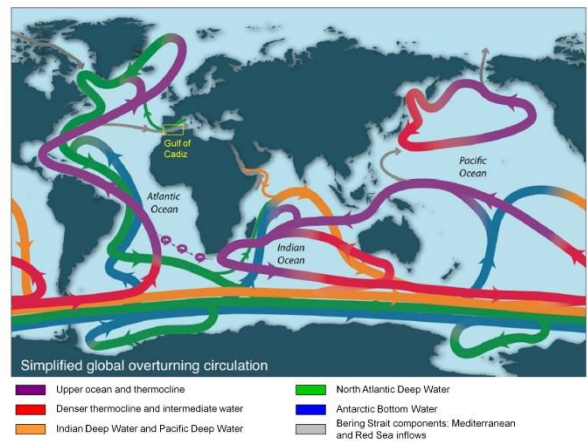 Gulf of
Cadiz
Pacific
Ocean
Atlantic
Ocean
Indian
Ocean
Simplified global overturning circulation
Upper ocean and thermocline
North Atlantic Deep Water
Denser thermocline and intermediate water
Antarctic Bottom Water
Indian Deep Water and Pacific Deep Water
Bering Strait components; Mediterranean
and Red Sea inflows